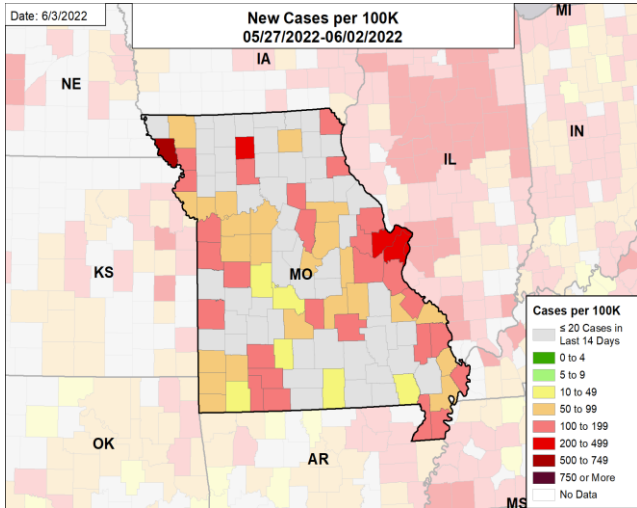 Date: 6/3/2022
New Cases per 100K
05/27/2022-06/02/2022
MI
IA
NE
IL
IN
KS
MO
OK
AR
MS
Cases per 100K
≤ 20 Cases in
Last 14 Days
0 to 4
5 to 9
10 to 49
50 to 99
100 to 199
200 to 499
500 to 749
750 or More
No Data